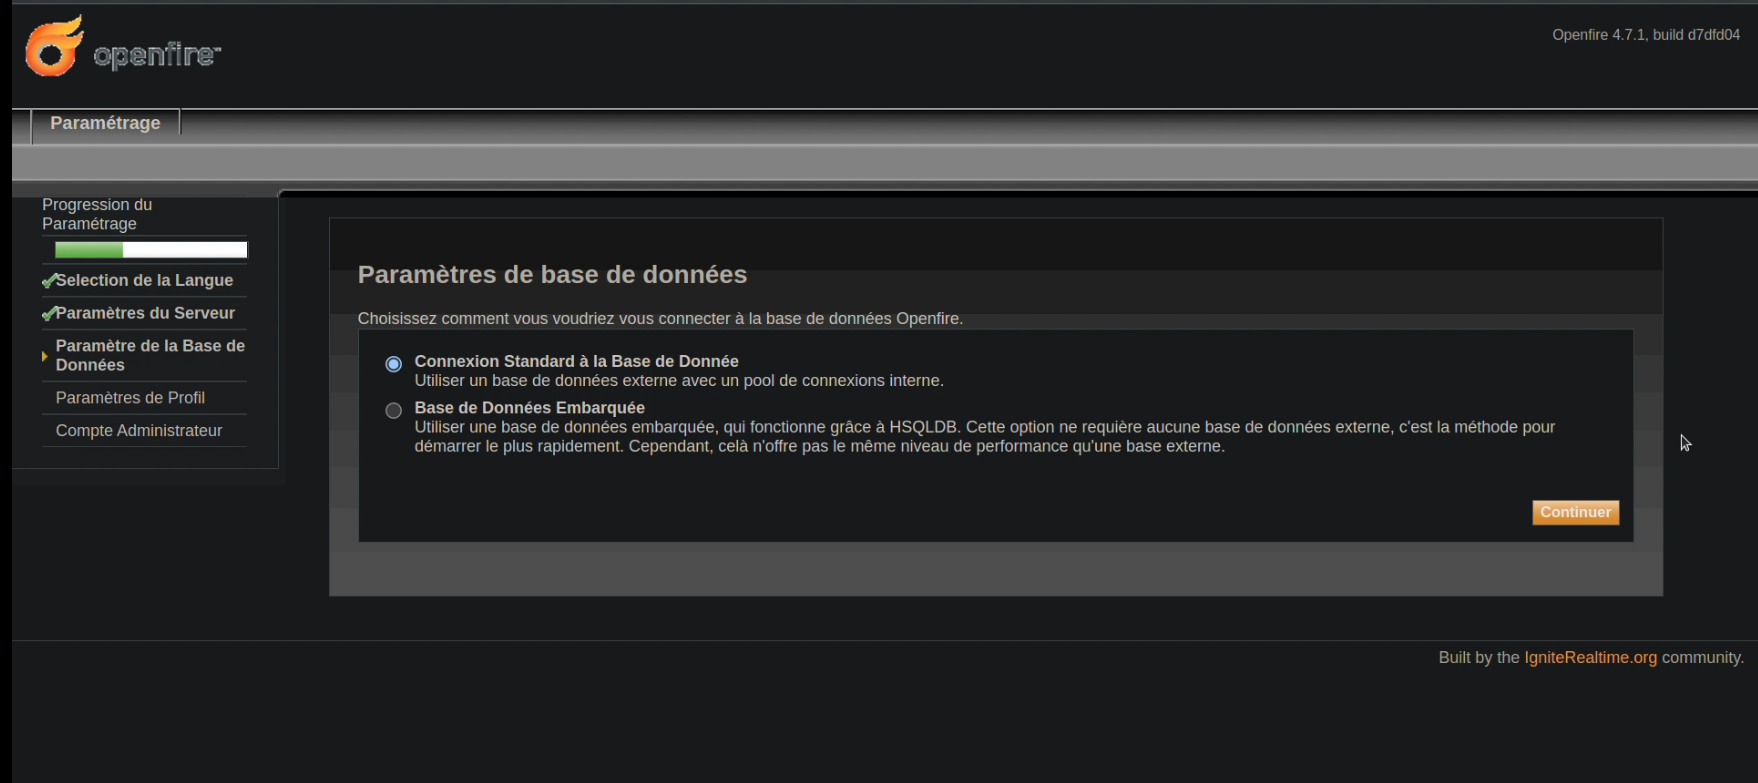 openfire™
Openfire 4.7.1, build d7dfd04
Paramétrage
Progression du
Paramétrage
Selection de la Langue
Paramètres du Serveur
Paramètre de la Base de
Données
Paramètres de Profil
Compte Administrateur
Paramètres de base de données
Choisissez comment vous voudriez vous connecter à la base de données Openfire.
Connexion Standard à la Base de Donnée
Utiliser un base de données externe avec un pool de connexions interne.
Base de Données Embarquée
Utiliser une base de données embarquée, qui fonctionne grâce à HSQLDB. Cette option ne requière aucune base de données externe, c'est la méthode pour
démarrer le plus rapidement. Cependant, celà n'offre pas le même niveau de performance qu'une base externe.
Continuer
Built by the IgniteRealtime.org community.